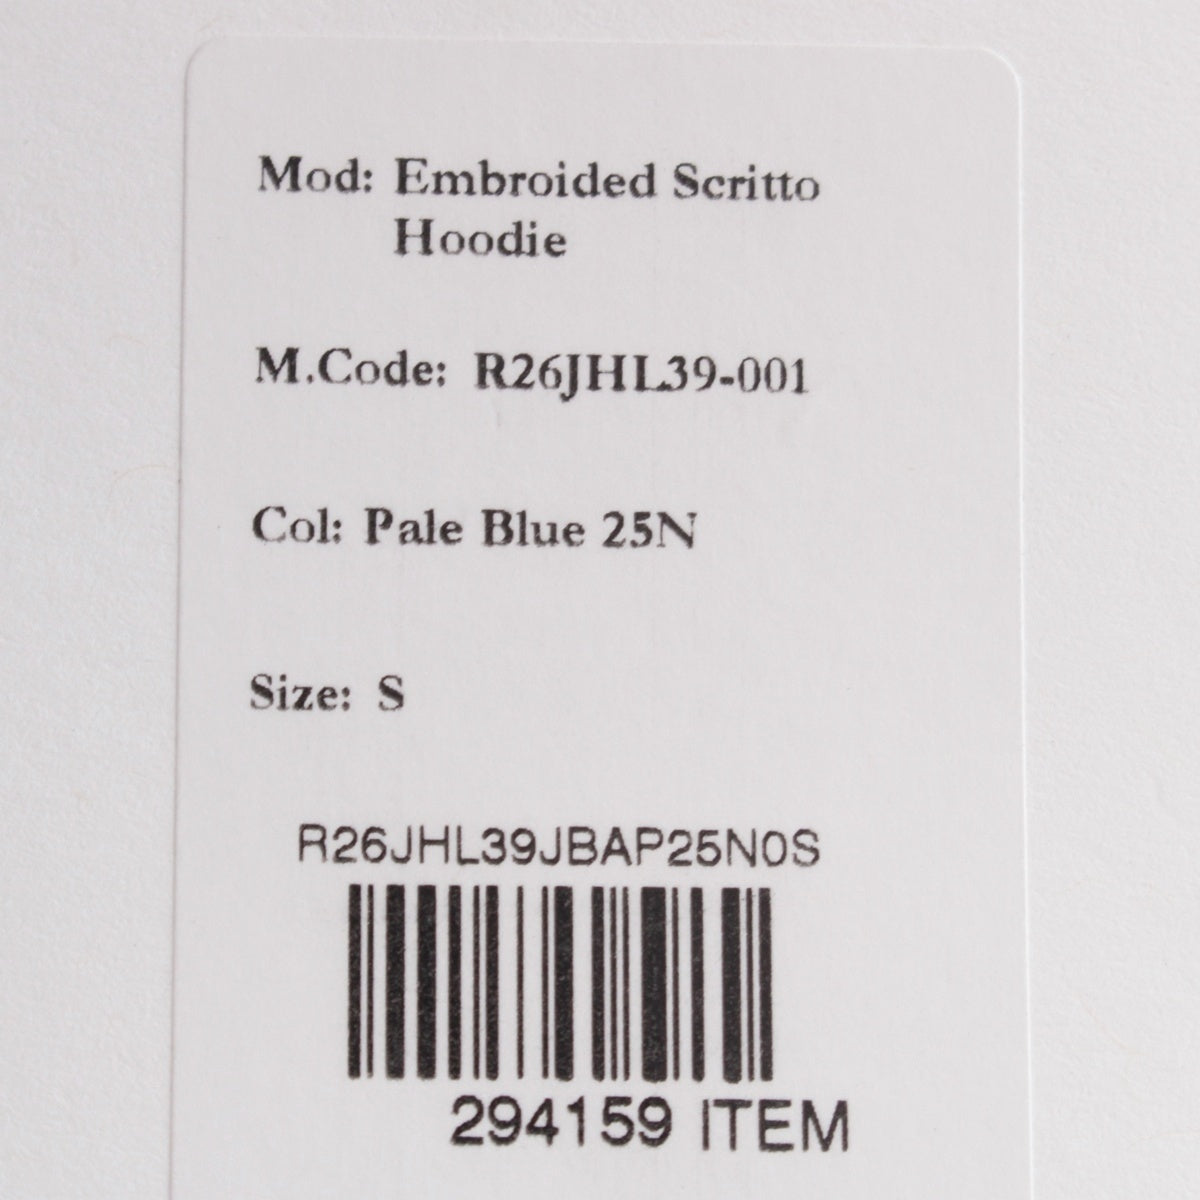 Mod: Embroided Scritto
Hoodie
M.Code: R26JHL39-001
Col: Pale Blue 25N
Size: S
R26JHL39JBAP25N0S
294159 ITEM